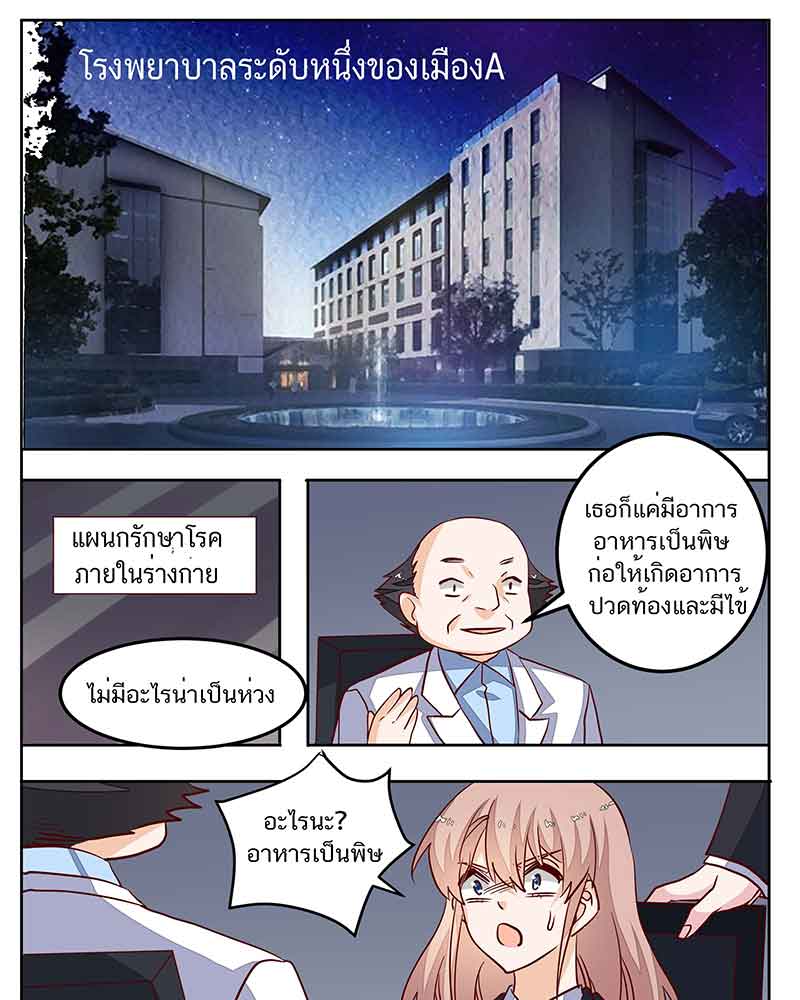 โรงพยาบาลระดับหนึ่งของเมืองA
แผนกรักษาโรค
ภายในร่างกาย
ไม่มีอะไรน่าเป็นห่วง
เธอก็แค่มีอาการ
อาหารเป็นพิษ
ก่อให้เกิดอาการ
ปวดท้องและมีไข้
อะไรนะ?
อาหารเป็นพิษ